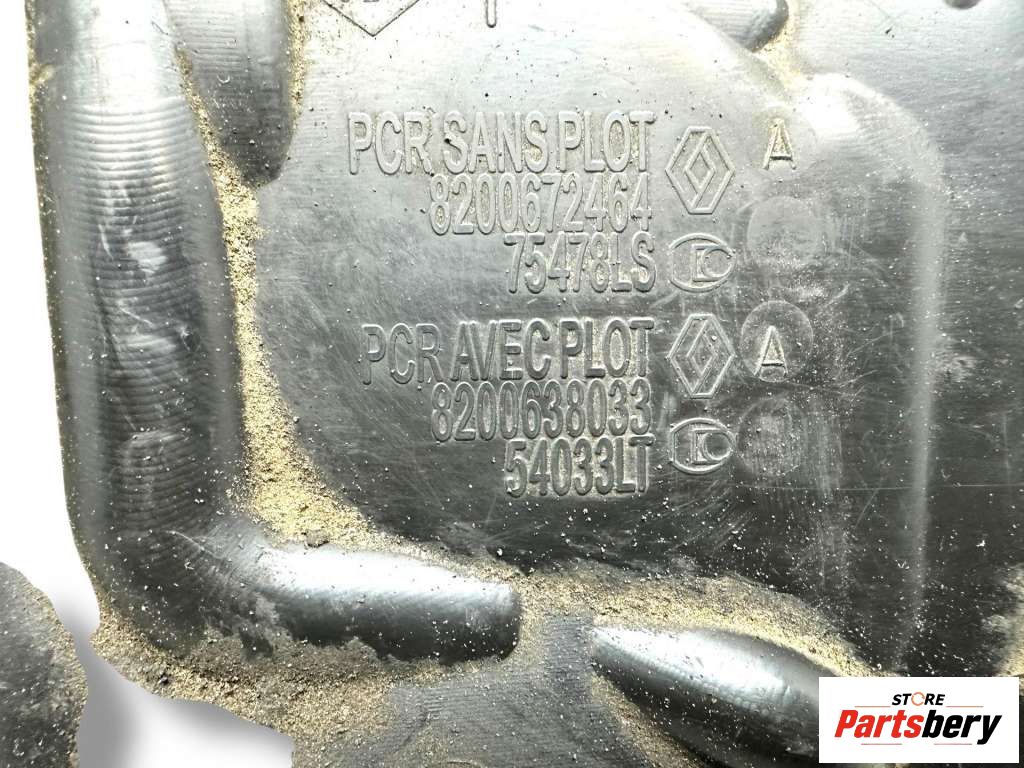 PCR SANS PLOT A
8200672464
75478LS
PCR AVEC PLOT A
8200638033
54033LT
STORE
Partsbery